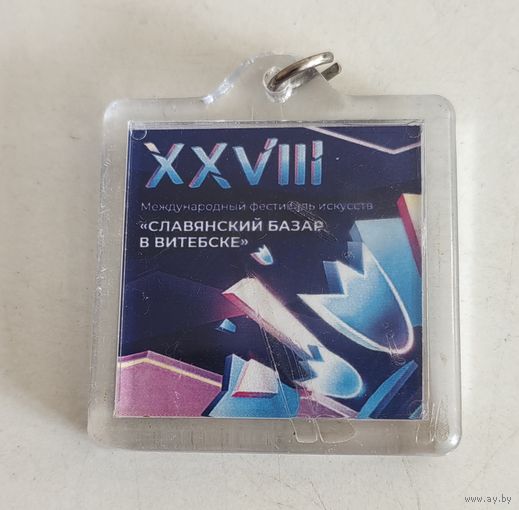 XXVIII
Международный фестиваль искусств
«СЛАВЯНСКИЙ БАЗАР
В ВИТЕБСКЕ»
www.ay.by